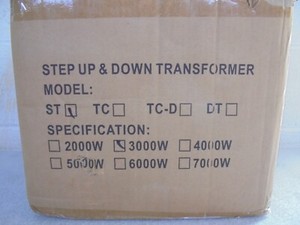 STEP UP & DOWN TRANSFORMER
MODEL:
ST☑ TC☐ TC-D☐ DT☐
SPECIFICATION:
☐2000W ☑3000W ☐4000W
☐5000W ☐6000W ☐7000W